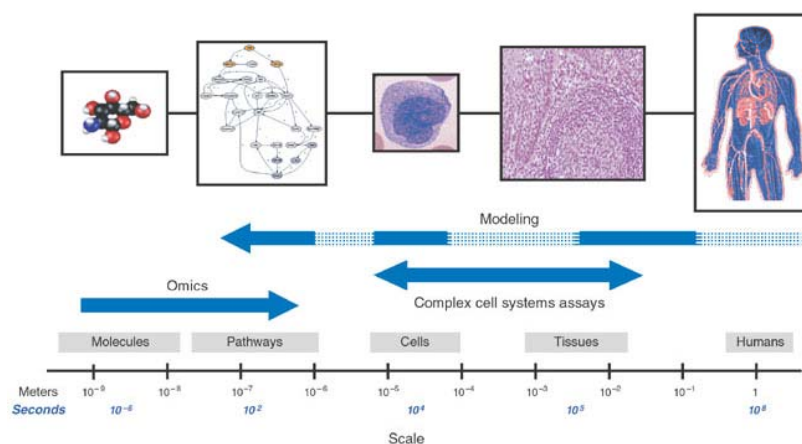 Modeling
Omics
Complex cell systems assays
Molecules Pathways Cells Tissues Humans
Meters 10⁻⁹ 10⁻⁸ 10⁻⁷ 10⁻⁶ 10⁻⁵ 10⁻⁴ 10⁻³ 10⁻² 10⁻¹ 1
Seconds 10⁻⁶ 10² 10⁴ 10⁵ 10⁸
Scale